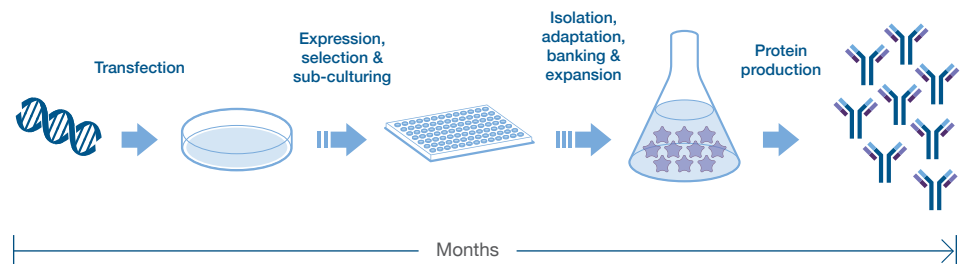 Transfection
Expression,
selection &
sub-culturing
Isolation,
adaptation,
banking &
expansion
Protein
production
Months